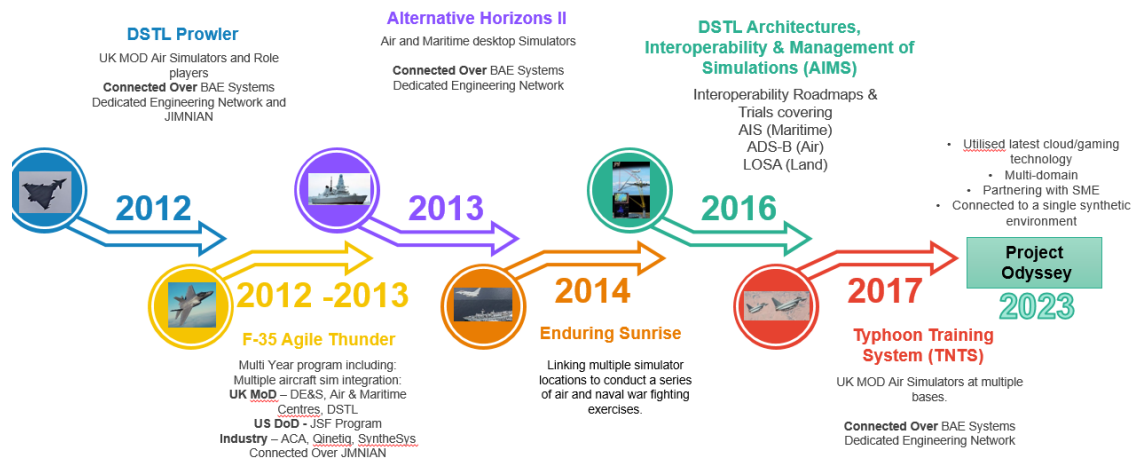 DSTL Prowler
UK MOD Air Simulators and Role
players
Connected Over BAE Systems
Dedicated Engineering Network and
JIMNIAN
2012
2012 -2013
F-35 Agile Thunder
Multi Year program including:
Multiple aircraft sim integration:
UK MoD – DE&S, Air & Maritime
Centres, DSTL
US DoD - JSF Program
Industry – ACA, Qinetiq, SyntheSys
Connected Over JMNIAN
Alternative Horizons II
Air and Maritime desktop Simulators
Connected Over BAE Systems
Dedicated Engineering Network
2013
2014
Enduring Sunrise
Linking multiple simulator
locations to conduct a series
of air and naval war fighting
exercises.
DSTL Architectures,
Interoperability & Management of
Simulations (AIMS)
Interoperability Roadmaps &
Trials covering
AIS (Maritime)
ADS-B (Air)
LOSA (Land)
2016
2017
Typhoon Training
System (TNTS)
UK MOD Air Simulators at multiple
bases.
Connected Over BAE Systems
Dedicated Engineering Network
• Utilised latest cloud/gaming
technology
• Multi-domain
• Partnering with SME
• Connected to a single synthetic
environment
Project
Odyssey
2023